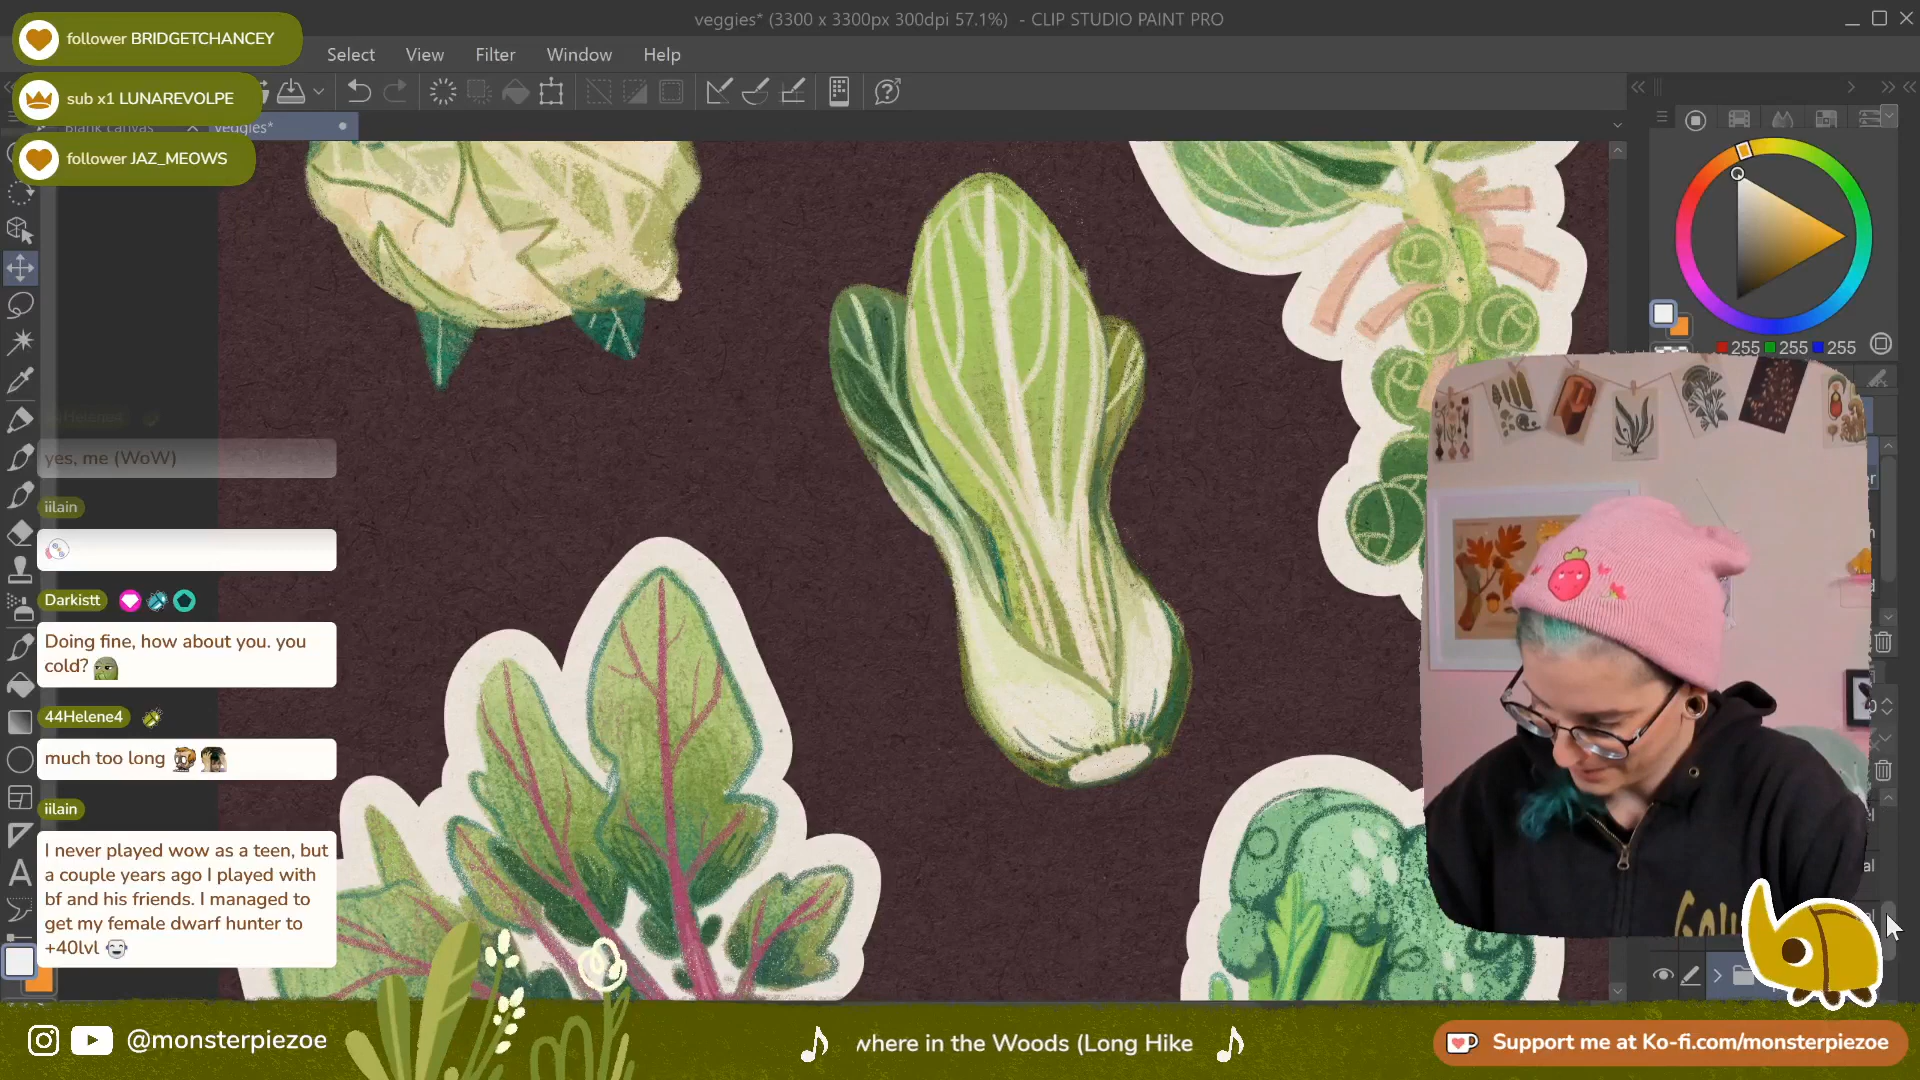 veggies* (3300 x 3300px 300dpi 57.1%) - CLIP STUDIO PAINT PRO
follower BRIDGETCHANCEY
Select View Filter Window Help
sub x1 LUNAREVOLPE
Blank Canvas veggies*
follower JAZ_MEOWS
255 255 255
44Helene4
yes, me (WoW)
iilain
Darkistt
Doing fine, how about you. you
cold?
44Helene4
much too long
iilain
I never played wow as a teen, but
a couple years ago I played with
bf and his friends. I managed to
get my female dwarf hunter to
+40lvl
@monsterpiezoe
where in the Woods (Long Hike
Support me at Ko-fi.com/monsterpiezoe